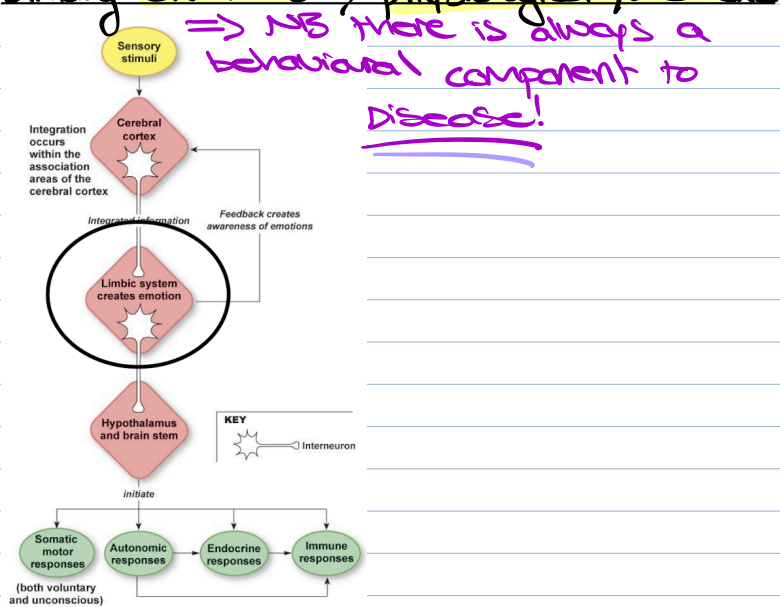 => NB there is always a
behavioural component to
Disease!
Sensory
stimuli
Cerebral
cortex
Integration
occurs
within the
association
areas of the
cerebral cortex
Integrated information
Feedback creates
awareness of emotions
Limbic system
creates emotion
Hypothalamus
and brain stem
KEY
Interneuron
initiate
Somatic
motor
responses
Autonomic
responses
Endocrine
responses
Immune
responses
(both voluntary
and unconscious)